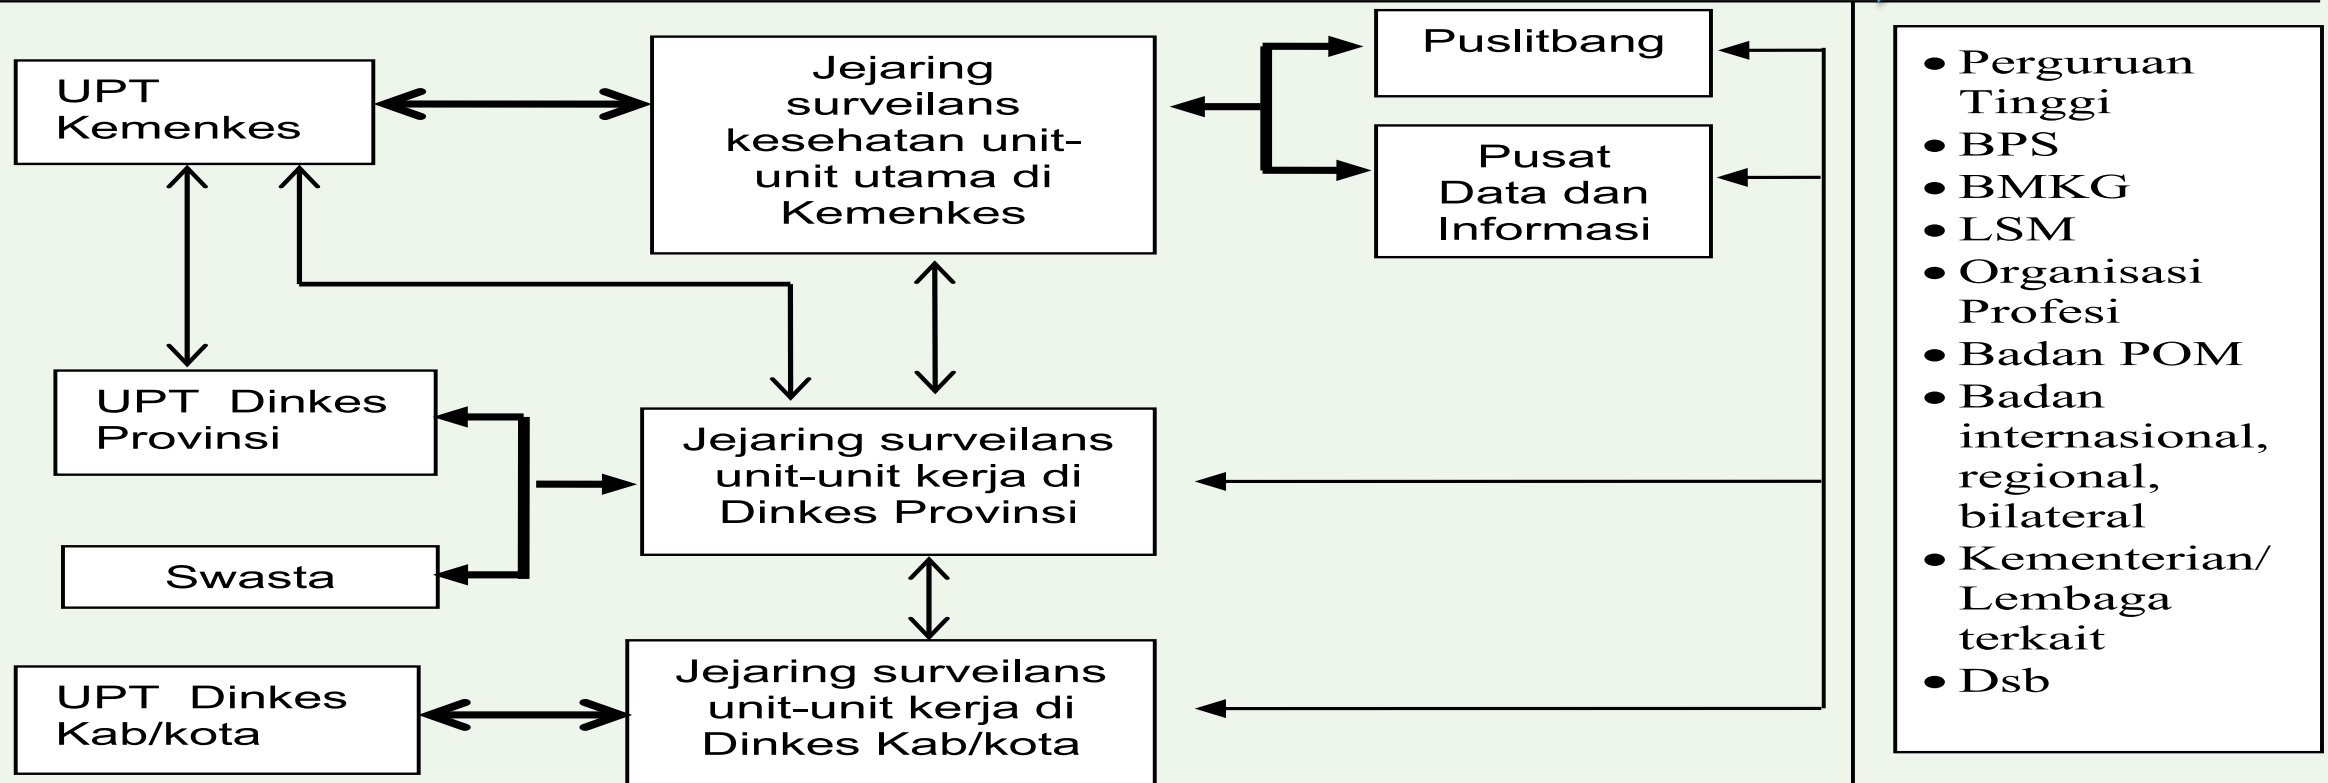 UPT
Kemenkes
Jejaring
surveilans
kesehatan unit-
unit utama di
Kemenkes
Puslitbang
Pusat
Data dan
Informasi
UPT Dinkes
Provinsi
Swasta
Jejaring surveilans
unit-unit kerja di
Dinkes Provinsi
UPT Dinkes
Kab/kota
Jejaring surveilans
unit-unit kerja di
Dinkes Kab/kota
• Perguruan
Tinggi
• BPS
• BMKG
• LSM
• Organisasi
Profesi
• Badan POM
• Badan
internasional,
regional,
bilateral
• Kementerian/
Lembaga
terkait
• Dsb